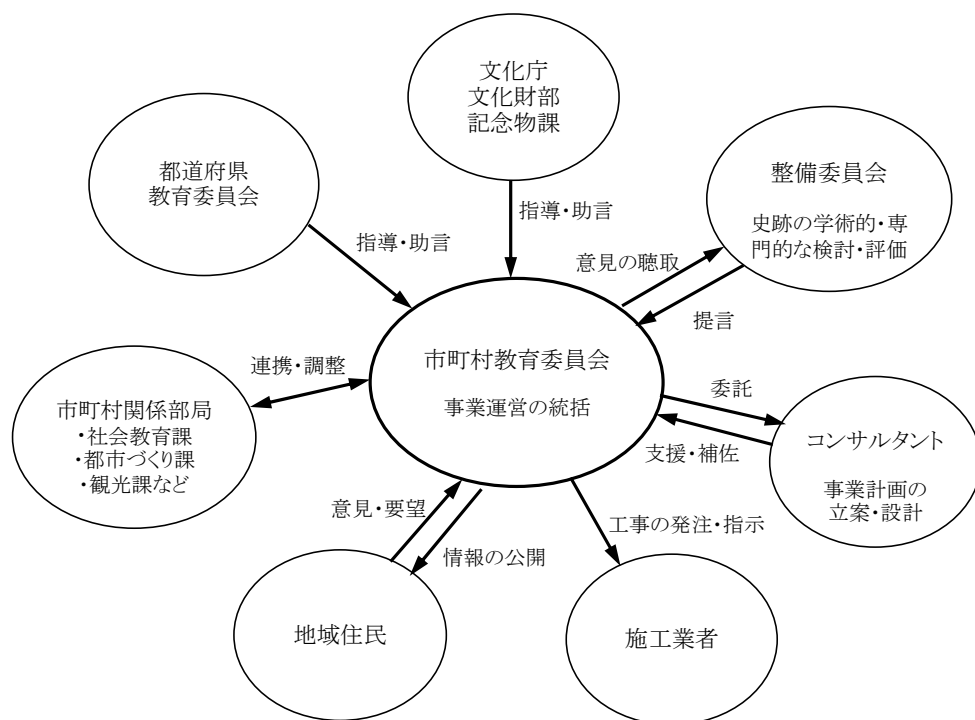 文化庁
文化財部
記念物課
都道府県
教育委員会
整備委員会
史跡の学術的・専
門的な検討・評価
指導・助言
指導・助言
意見の聴取
提言
市町村教育委員会
事業運営の統括
連携・調整
市町村関係部局
・社会教育課
・都市づくり課
・観光課など
委託
支援・補佐
コンサルタント
事業計画の
立案・設計
意見・要望
情報の公開
工事の発注・指示
地域住民
施工業者